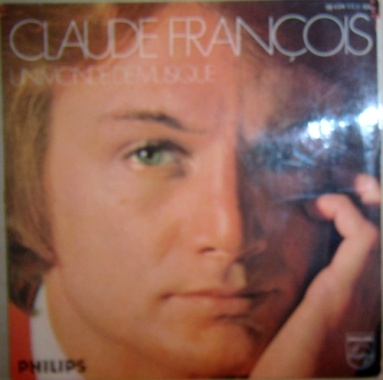 CLAUDE FRANÇOIS
UN MONDE DE MUSIQUE
PHILIPS